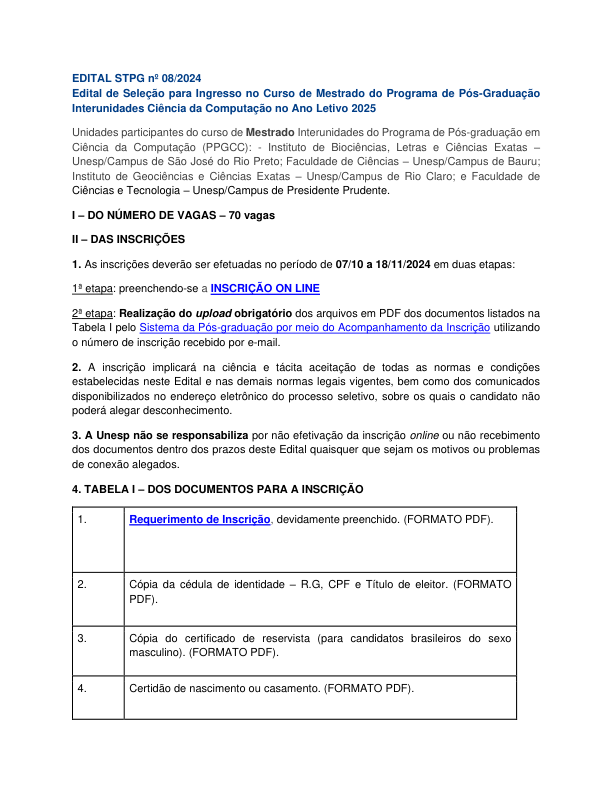 EDITAL STPG nº 08/2024
Edital de Seleção para Ingresso no Curso de Mestrado do Programa de Pós-Graduação
Interunidades Ciência da Computação no Ano Letivo 2025
Unidades participantes do curso de Mestrado Interunidades do Programa de Pós-graduação em
Ciência da Computação (PPGCC): - Instituto de Biociências, Letras e Ciências Exatas –
Unesp/Campus de São José do Rio Preto; Faculdade de Ciências – Unesp/Campus de Bauru;
Instituto de Geociências e Ciências Exatas – Unesp/Campus de Rio Claro; e Faculdade de
Ciências e Tecnologia – Unesp/Campus de Presidente Prudente.
I – DO NÚMERO DE VAGAS – 70 vagas
II – DAS INSCRIÇÕES
1. As inscrições deverão ser efetuadas no período de 07/10 a 18/11/2024 em duas etapas:
1ª etapa: preenchendo-se a INSCRIÇÃO ON LINE
2ª etapa: Realização do upload obrigatório dos arquivos em PDF dos documentos listados na
Tabela I pelo Sistema da Pós-graduação por meio do Acompanhamento da Inscrição utilizando
o número de inscrição recebido por e-mail.
2. A inscrição implicará na ciência e tácita aceitação de todas as normas e condições
estabelecidas neste Edital e nas demais normas legais vigentes, bem como dos comunicados
disponibilizados no endereço eletrônico do processo seletivo, sobre os quais o candidato não
poderá alegar desconhecimento.
3. A Unesp não se responsabiliza por não efetivação da inscrição online ou não recebimento
dos documentos dentro dos prazos deste Edital quaisquer que sejam os motivos ou problemas
de conexão alegados.
4. TABELA I – DOS DOCUMENTOS PARA A INSCRIÇÃO
1. Requerimento de Inscrição, devidamente preenchido. (FORMATO PDF).
2. Cópia da cédula de identidade – R.G, CPF e Título de eleitor. (FORMATO
PDF).
3. Cópia do certificado de reservista (para candidatos brasileiros do sexo
masculino). (FORMATO PDF).
4. Certidão de nascimento ou casamento. (FORMATO PDF).